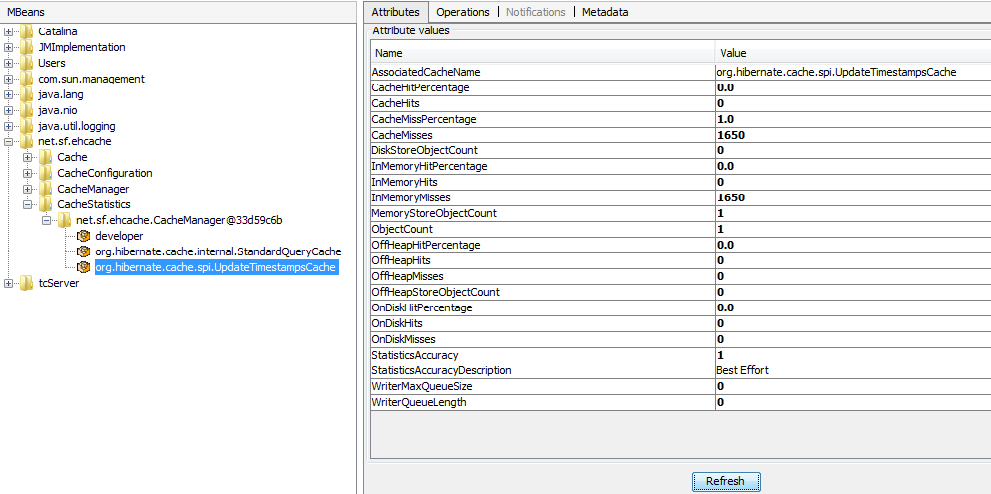 MBeans
Catalina
JMImplementation
Users
com.sun.management
java.lang
java.nio
java.util.logging
net.sf.ehcache
Cache
CacheConfiguration
CacheManager
CacheStatistics
net.sf.ehcache.CacheManager@33d59c6b
developer
org.hibernate.cache.internal.StandardQueryCache
org.hibernate.cache.spi.UpdateTimestampsCache
tcServer
Attributes Operations Notifications Metadata
Attribute values
Name Value
AssociatedCacheName org.hibernate.cache.spi.UpdateTimestampsCache
CacheHitPercentage 0.0
CacheHits 0
CacheMissPercentage 1.0
CacheMisses 1650
DiskStoreObjectCount 0
InMemoryHitPercentage 0.0
InMemoryHits 0
InMemoryMisses 1650
MemoryStoreObjectCount 1
ObjectCount 1
OffHeapHitPercentage 0.0
OffHeapHits 0
OffHeapMisses 0
OffHeapStoreObjectCount 0
OnDiskHitPercentage 0.0
OnDiskHits 0
OnDiskMisses 0
StatisticsAccuracy 1
StatisticsAccuracyDescription Best Effort
WriterMaxQueueSize 0
WriterQueueLength 0
Refresh